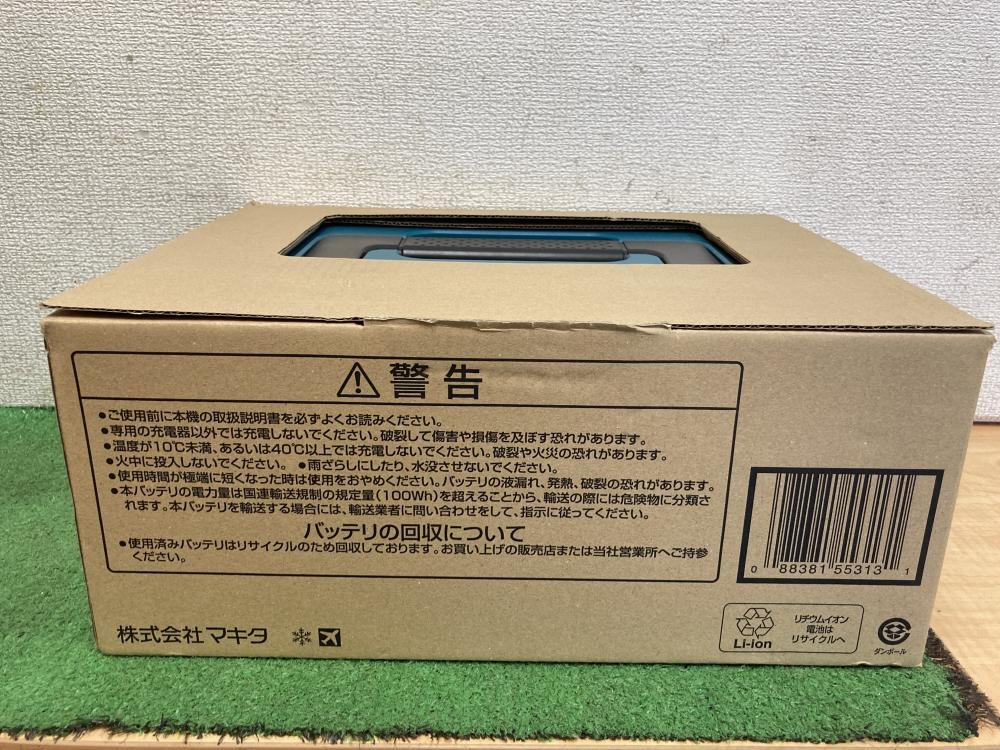 警告
•ご使用前に本機の取扱説明書を必ずよくお読みください。
•専用の充電器以外では充電しないでください。破裂して傷害や損傷を及ぼす恐れがあります。
•温度が10℃未満、あるいは40℃以上では充電しないでください。破裂や火災の恐れがあります。
•火中に投入しないでください。 •雨ざらしにしたり、水没させないでください。
•使用時間が極端に短くなった時は使用をおやめください。バッテリの液漏れ、発熱、破裂の恐れがあります。
•本バッテリの電力量は国連輸送規制の規定量(100Wh)を超えることから、輸送の際には危険物に分類さ
れます。本バッテリを輸送する場合には、輸送業者に問い合わせをして、指示に従ってください。
バッテリの回収について
•使用済みバッテリはリサイクルのため回収しております。お買い上げの販売店または当社営業所へご持参
ください。
0 88381 55313 1
株式会社マキタ
Li-ion
リチウムイオン
電池は
リサイクルへ
ダンボール